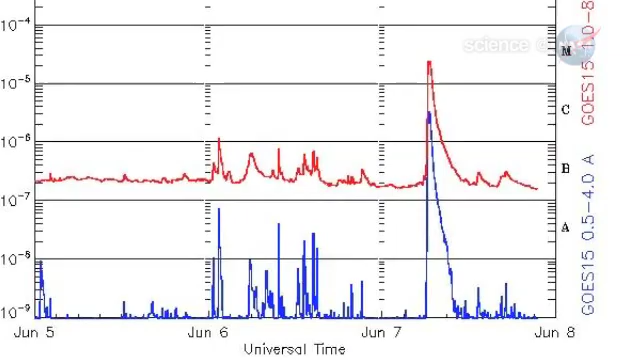 10⁻⁴
10⁻⁵
10⁻⁶
10⁻⁷
10⁻⁸
10⁻⁹
Jun 5
Jun 6
Jun 7
Jun 8
Universal Time
M
C
B
A
GOES15 1.0-8
GOES15 0.5-4.0 A
science @